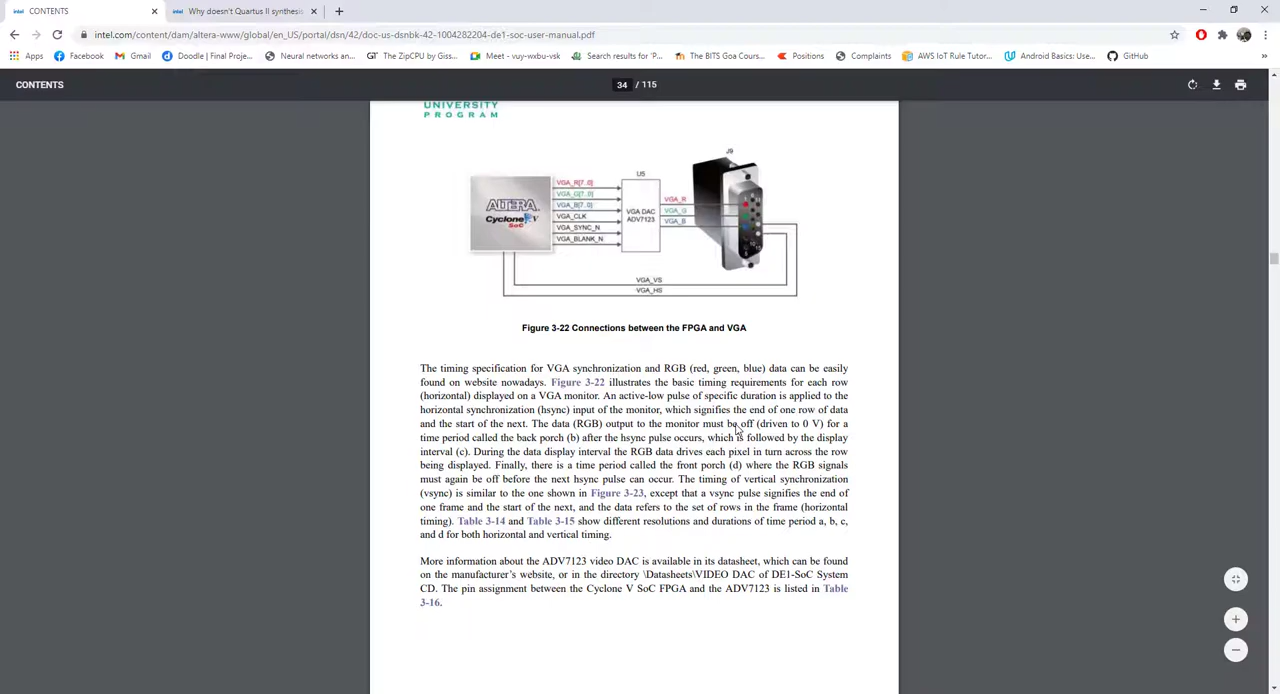 CONTENTS
Why doesn't Quartus II synthesis
intel.com/content/dam/altera-www/global/en_US/portal/dsn/42/doc-us-dsnbk-42-1004282204-de1-soc-user-manual.pdf
Apps
Facebook
Gmail
Doodle | Final Proje...
Neural networks an...
The ZipCPU by Giss...
Meet - vuy-wxbu-vsk
Search results for 'P...
The BITS Goa Cours...
Positions
Complaints
AWS IoT Rule Tutor...
Android Basics: Use...
GitHub
CONTENTS
34 / 115
UNIVERSITY
PROGRAM
J9
U5
VGA_R[7..0]
VGA_G[7..0]
VGA_B[7..0]
VGA_CLK
VGA_SYNC_N
VGA_BLANK_N
ALTERA
Cyclone V
SoC
VGA DAC
ADV7123
VGA_R
VGA_G
VGA_B
VGA_VS
VGA_HS
Figure 3-22 Connections between the FPGA and VGA
The timing specification for VGA synchronization and RGB (red, green, blue) data can be easily
found on website nowadays. Figure 3-22 illustrates the basic timing requirements for each row
(horizontal) displayed on a VGA monitor. An active-low pulse of specific duration is applied to the
horizontal synchronization (hsync) input of the monitor, which signifies the end of one row of data
and the start of the next. The data (RGB) output to the monitor must be off (driven to 0 V) for a
time period called the back porch (b) after the hsync pulse occurs, which is followed by the display
interval (c). During the data display interval the RGB data drives each pixel in turn across the row
being displayed. Finally, there is a time period called the front porch (d) where the RGB signals
must again be off before the next hsync pulse can occur. The timing of vertical synchronization
(vsync) is similar to the one shown in Figure 3-23, except that a vsync pulse signifies the end of
one frame and the start of the next, and the data refers to the set of rows in the frame (horizontal
timing). Table 3-14 and Table 3-15 show different resolutions and durations of time period a, b, c,
and d for both horizontal and vertical timing.
More information about the ADV7123 video DAC is available in its datasheet, which can be found
on the manufacturer's website, or in the directory \Datasheets\VIDEO DAC of DE1-SoC System
CD. The pin assignment between the Cyclone V SoC FPGA and the ADV7123 is listed in Table
3-16.